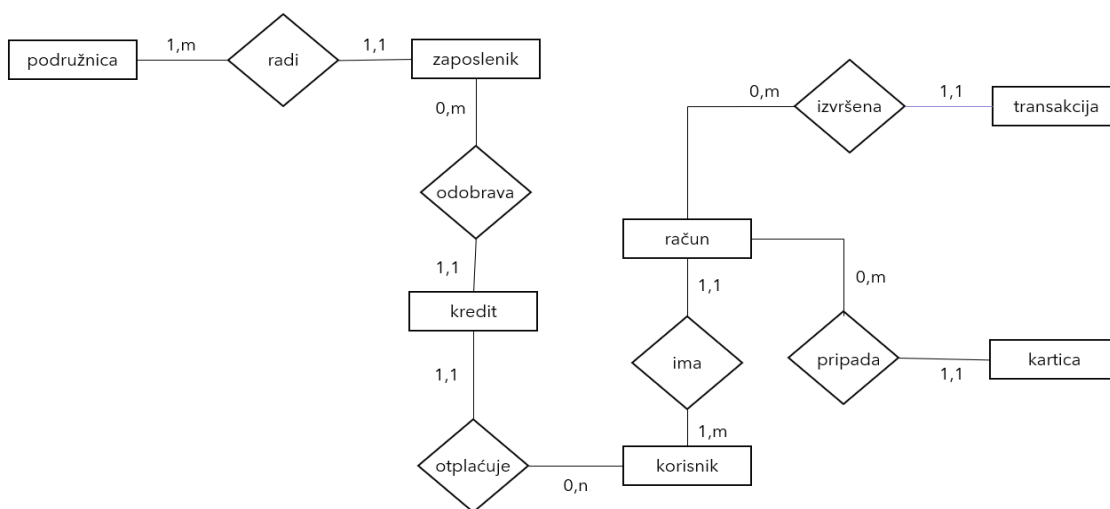 podružnica
1,m
radi
1,1
zaposlenik
0,m
izvršena
1,1
transakcija
0,m
odobrava
1,1
kredit
račun
1,1
0,m
ima
pripada
1,1
kartica
1,1
1,m
otplaćuje
0,n
korisnik